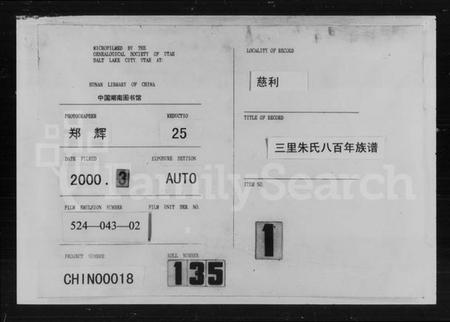 MICROFILMED BY THE
GENEALOGICAL SOCIETY OF UTAH
SALT LAKE CITY, UTAH AT:
HUNAN LIBRARY OF CHINA
中国湖南图书馆
PHOTOGRAPHER
REDUCTIO
郑 辉
25
DATE FILMED
EXPOSURE SETTION
2000.3
AUTO
FILM EMULSION NUMBER
FILM UNIT SER NO.
524—043—02
PROJECT NUMBER
ROLL NUMBER
CHIN00018
135
LOCALITY OF RECORD
慈利
TITLE OF RECORD
三里朱氏八百年族谱
ITEM NO.
1
FamilySearch